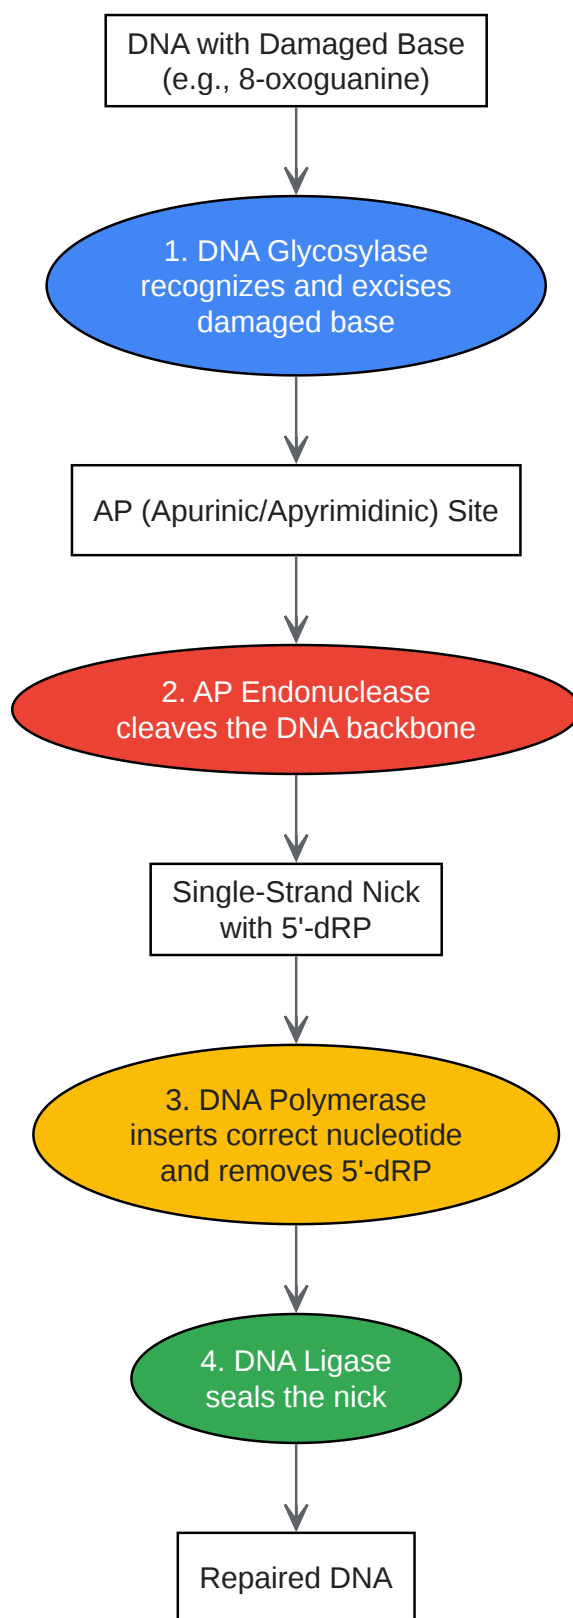 DNA with Damaged Base
(e.g., 8-oxoguanine)
1. DNA Glycosylase
recognizes and excises
damaged base
AP (Apurinic/Apyrimidinic) Site
2. AP Endonuclease
cleaves the DNA backbone
Single-Strand Nick
with 5'-dRP
3. DNA Polymerase
inserts correct nucleotide
and removes 5'-dRP
4. DNA Ligase
seals the nick
Repaired DNA